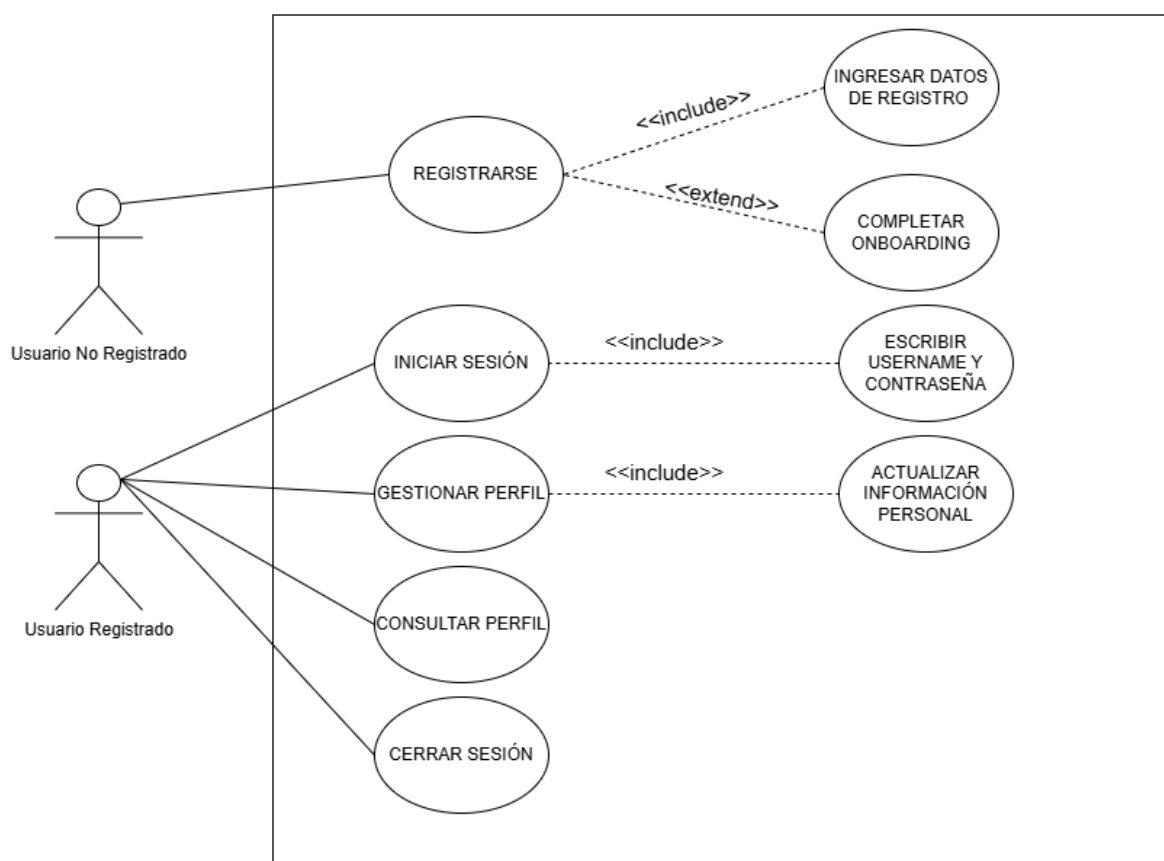 INGRESAR DATOS
DE REGISTRO
<<include>>
REGISTRARSE
<<extend>>
COMPLETAR
ONBOARDING
Usuario No Registrado
INICIAR SESIÓN
<<include>>
ESCRIBIR
USERNAME Y
CONTRASEÑA
GESTIONAR PERFIL
<<include>>
ACTUALIZAR
INFORMACIÓN
PERSONAL
Usuario Registrado
CONSULTAR PERFIL
CERRAR SESIÓN